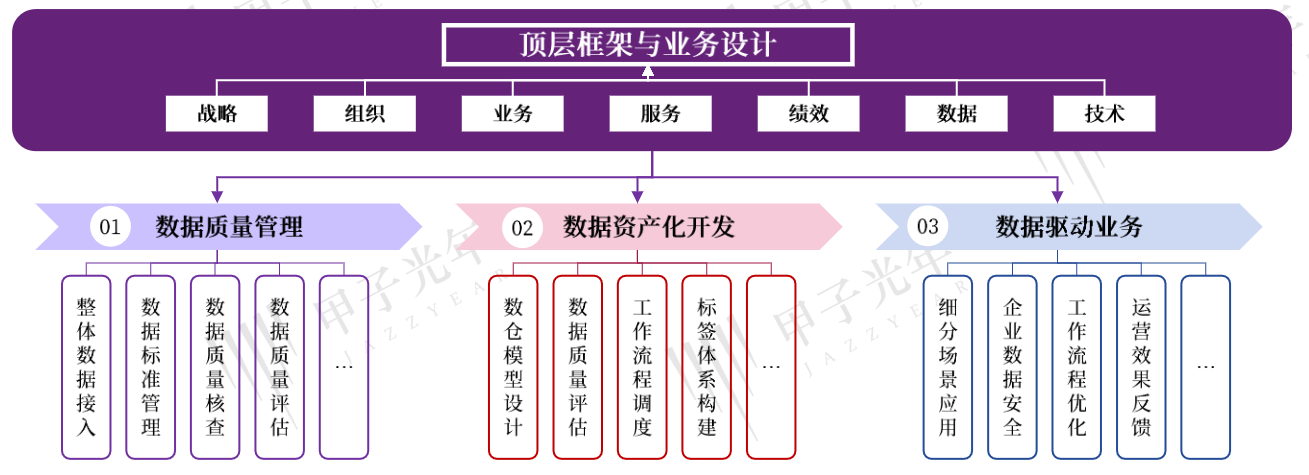 顶层框架与业务设计
战略
组织
业务
服务
绩效
数据
技术
01
数据质量管理
02
数据资产化开发
03
数据驱动业务
整体数据接入
数据标准管理
数据质量核查
数据质量评估
...
数仓模型设计
数据质量评估
工作流程调度
标签体系构建
...
细分场景应用
企业数据安全
工作流程优化
运营效果反馈
...
甲子光年
JAZZYEAR
甲子光年
JAZZYEAR